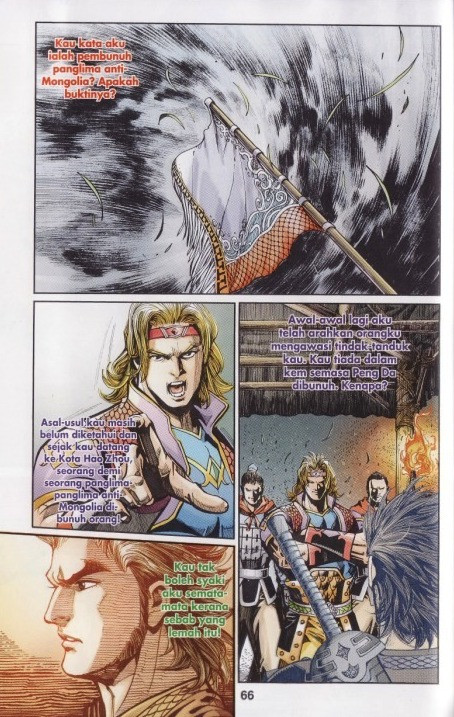 Kau kata aku
ialah pembunuh
panglima anti-
Mongolia? Apakah
buktinya?
Asal-usul kau masih
belum diketahui dan
sejak kau datang
ke Kota Hao Zhou,
seorang demi
seorang panglima-
panglima anti-
Mongolia di-
bunuh orang!
Awal-awal lagi aku
telah arahkan orangku
mengawasi tindak-tanduk
kau. Kau tiada dalam
kem semasa Peng Da
dibunuh. Kenapa?
Kau tak
boleh syaki
aku semata-
mata kerana
sebab yang
lemah itu!
66